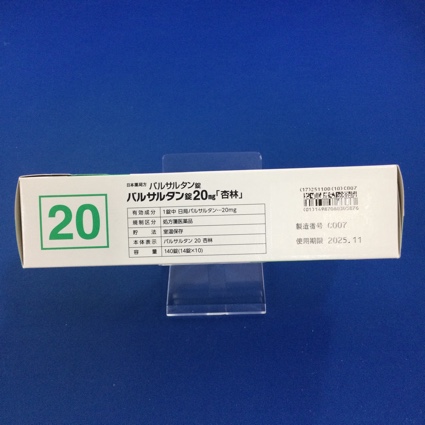 20
日本薬局方 バルサルタン錠
バルサルタン錠20mg「杏林」
有効成分 1錠中 日局バルサルタン…20mg
規制区分 処方箋医薬品
貯法 室温保存
本体表示 バルサルタン 20 杏林
容量 140錠(14錠×10)
(17)251100(10)C007
製造番号 C007
使用期限 2025.11